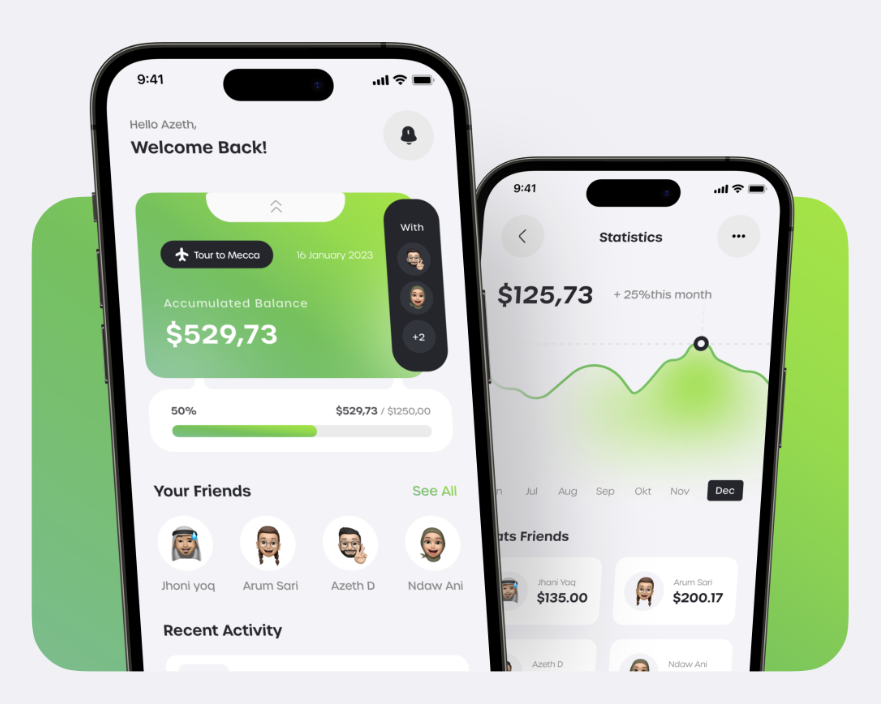 9:41
Hello Azeth,
Welcome Back!
With
Tour to Mecca
16 January 2023
Accumulated Balance
$529,73
+2
50%
$529,73 / $1250,00
Your Friends
See All
Jhoni yoq
Arum Sari
Azeth D
Ndaw Ani
Recent Activity
9:41
Statistics
$125,73
+ 25%this month
n Jul Aug Sep Okt Nov Dec
ats Friends
Jhani Yaq
$135.00
Arum Sari
$200.17
Azeth D
Ndaw Ani